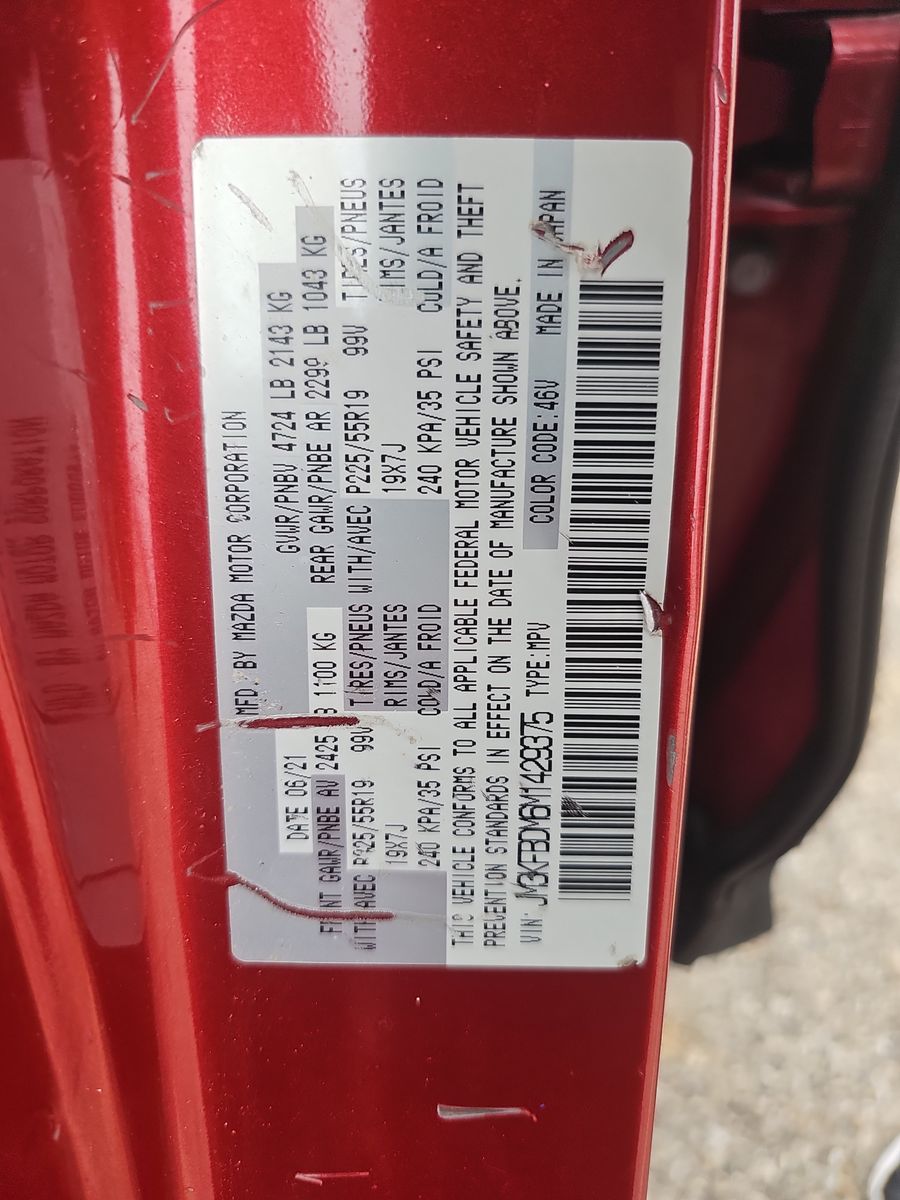 MFD. BY MAZDA MOTOR CORPORATION
DATE 06/21 GVWR/PNBV 4724 LB 2143 KG
FRONT GAWR/PNBE AV 2425 LB 1100 KG REAR GAWR/PNBE AR 2299 LB 1043 KG
WITH/AVEC P225/55R19 99V TIRES/PNEUS WITH/AVEC P225/55R19 99V TIRES/PNEUS
19X7J RIMS/JANTES 19X7J RIMS/JANTES
240 KPA/35 PSI COLD/A FROID 240 KPA/35 PSI COLD/A FROID
THIS VEHICLE CONFORMS TO ALL APPLICABLE FEDERAL MOTOR VEHICLE SAFETY AND THEFT
PREVENTION STANDARDS IN EFFECT ON THE DATE OF MANUFACTURE SHOWN ABOVE.
VIN: JM3KFBDM6M1429375 TYPE:MPV COLOR CODE:46V MADE IN JAPAN